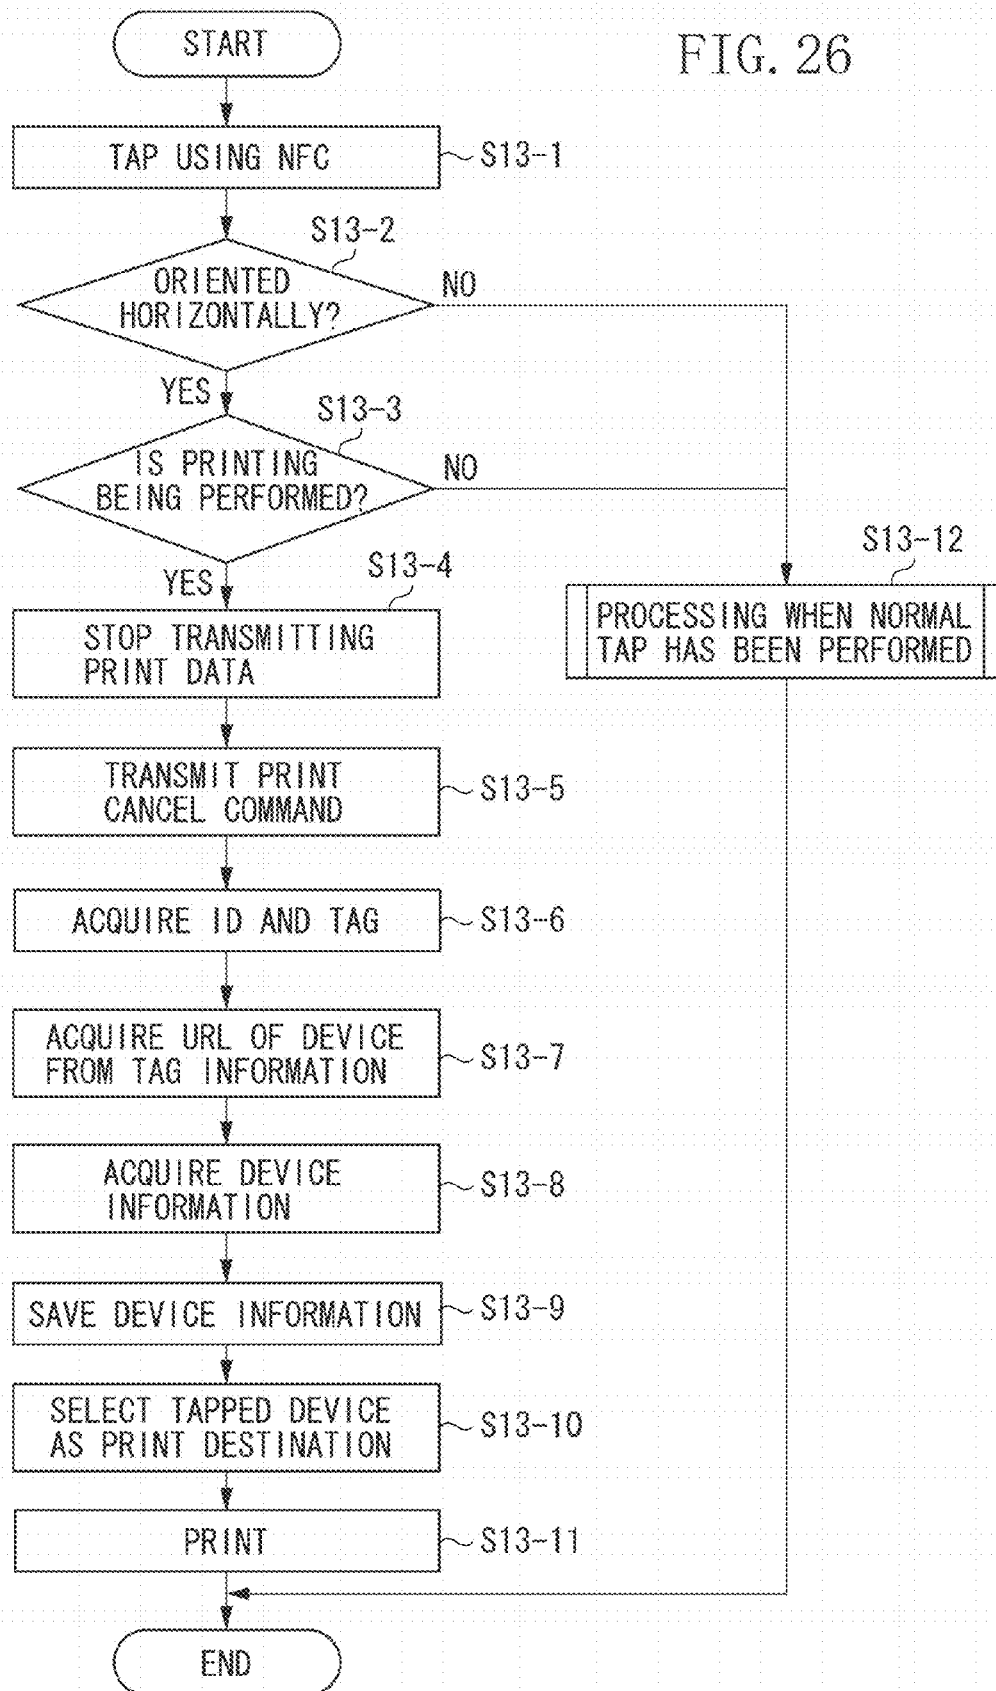 START
FIG. 26
TAP USING NFC
S13-1
S13-2
ORIENTED
HORIZONTALLY?
NO
YES
S13-3
IS PRINTING
BEING PERFORMED?
NO
YES
S13-4
STOP TRANSMITTING
PRINT DATA
S13-12
PROCESSING WHEN NORMAL
TAP HAS BEEN PERFORMED
TRANSMIT PRINT
CANCEL COMMAND
S13-5
ACQUIRE ID AND TAG
S13-6
ACQUIRE URL OF DEVICE
FROM TAG INFORMATION
S13-7
ACQUIRE DEVICE
INFORMATION
S13-8
SAVE DEVICE INFORMATION
S13-9
SELECT TAPPED DEVICE
AS PRINT DESTINATION
S13-10
PRINT
S13-11
END